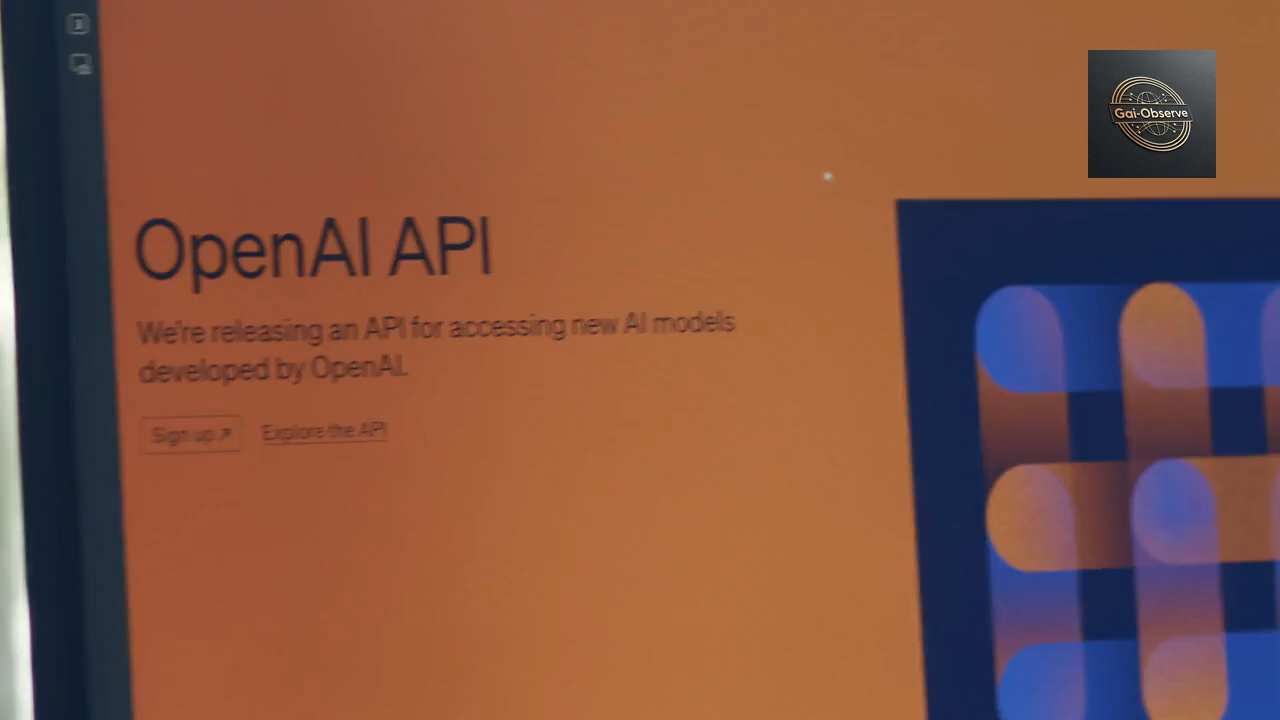 Gai-Observe
OpenAI API
We're releasing an API for accessing new AI models
developed by OpenAI.
Sign up ↗
Explore the API